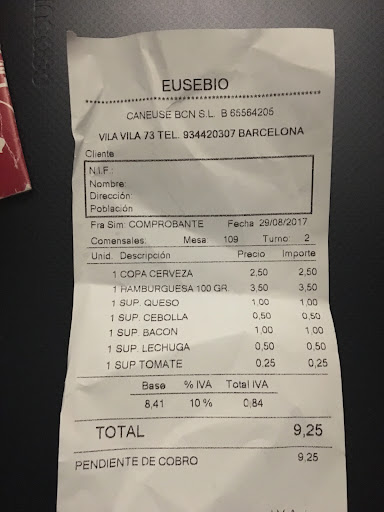 EUSEBIO
CANEUSE BCN S.L. B 65564205
VILA VILA 73 TEL. 934420307 BARCELONA
Cliente
N.I.F.:
Nombre:
Dirección:
Población
Fra Sim: COMPROBANTE Fecha 29/08/2017
Comensales: Mesa: 109 Turno: 2
Unid. Descripción Precio Importe
1 COPA CERVEZA 2,50 2,50
1 HAMBURGUESA 100 GR. 3,50 3,50
1 SUP. QUESO 1,00 1,00
1 SUP. CEBOLLA 0,50 0,50
1 SUP. BACON 1,00 1,00
1 SUP. LECHUGA 0,50 0,50
1 SUP TOMATE 0,25 0,25
Base % IVA Total IVA
8,41 10 % 0,84
TOTAL 9,25
PENDIENTE DE COBRO 9,25